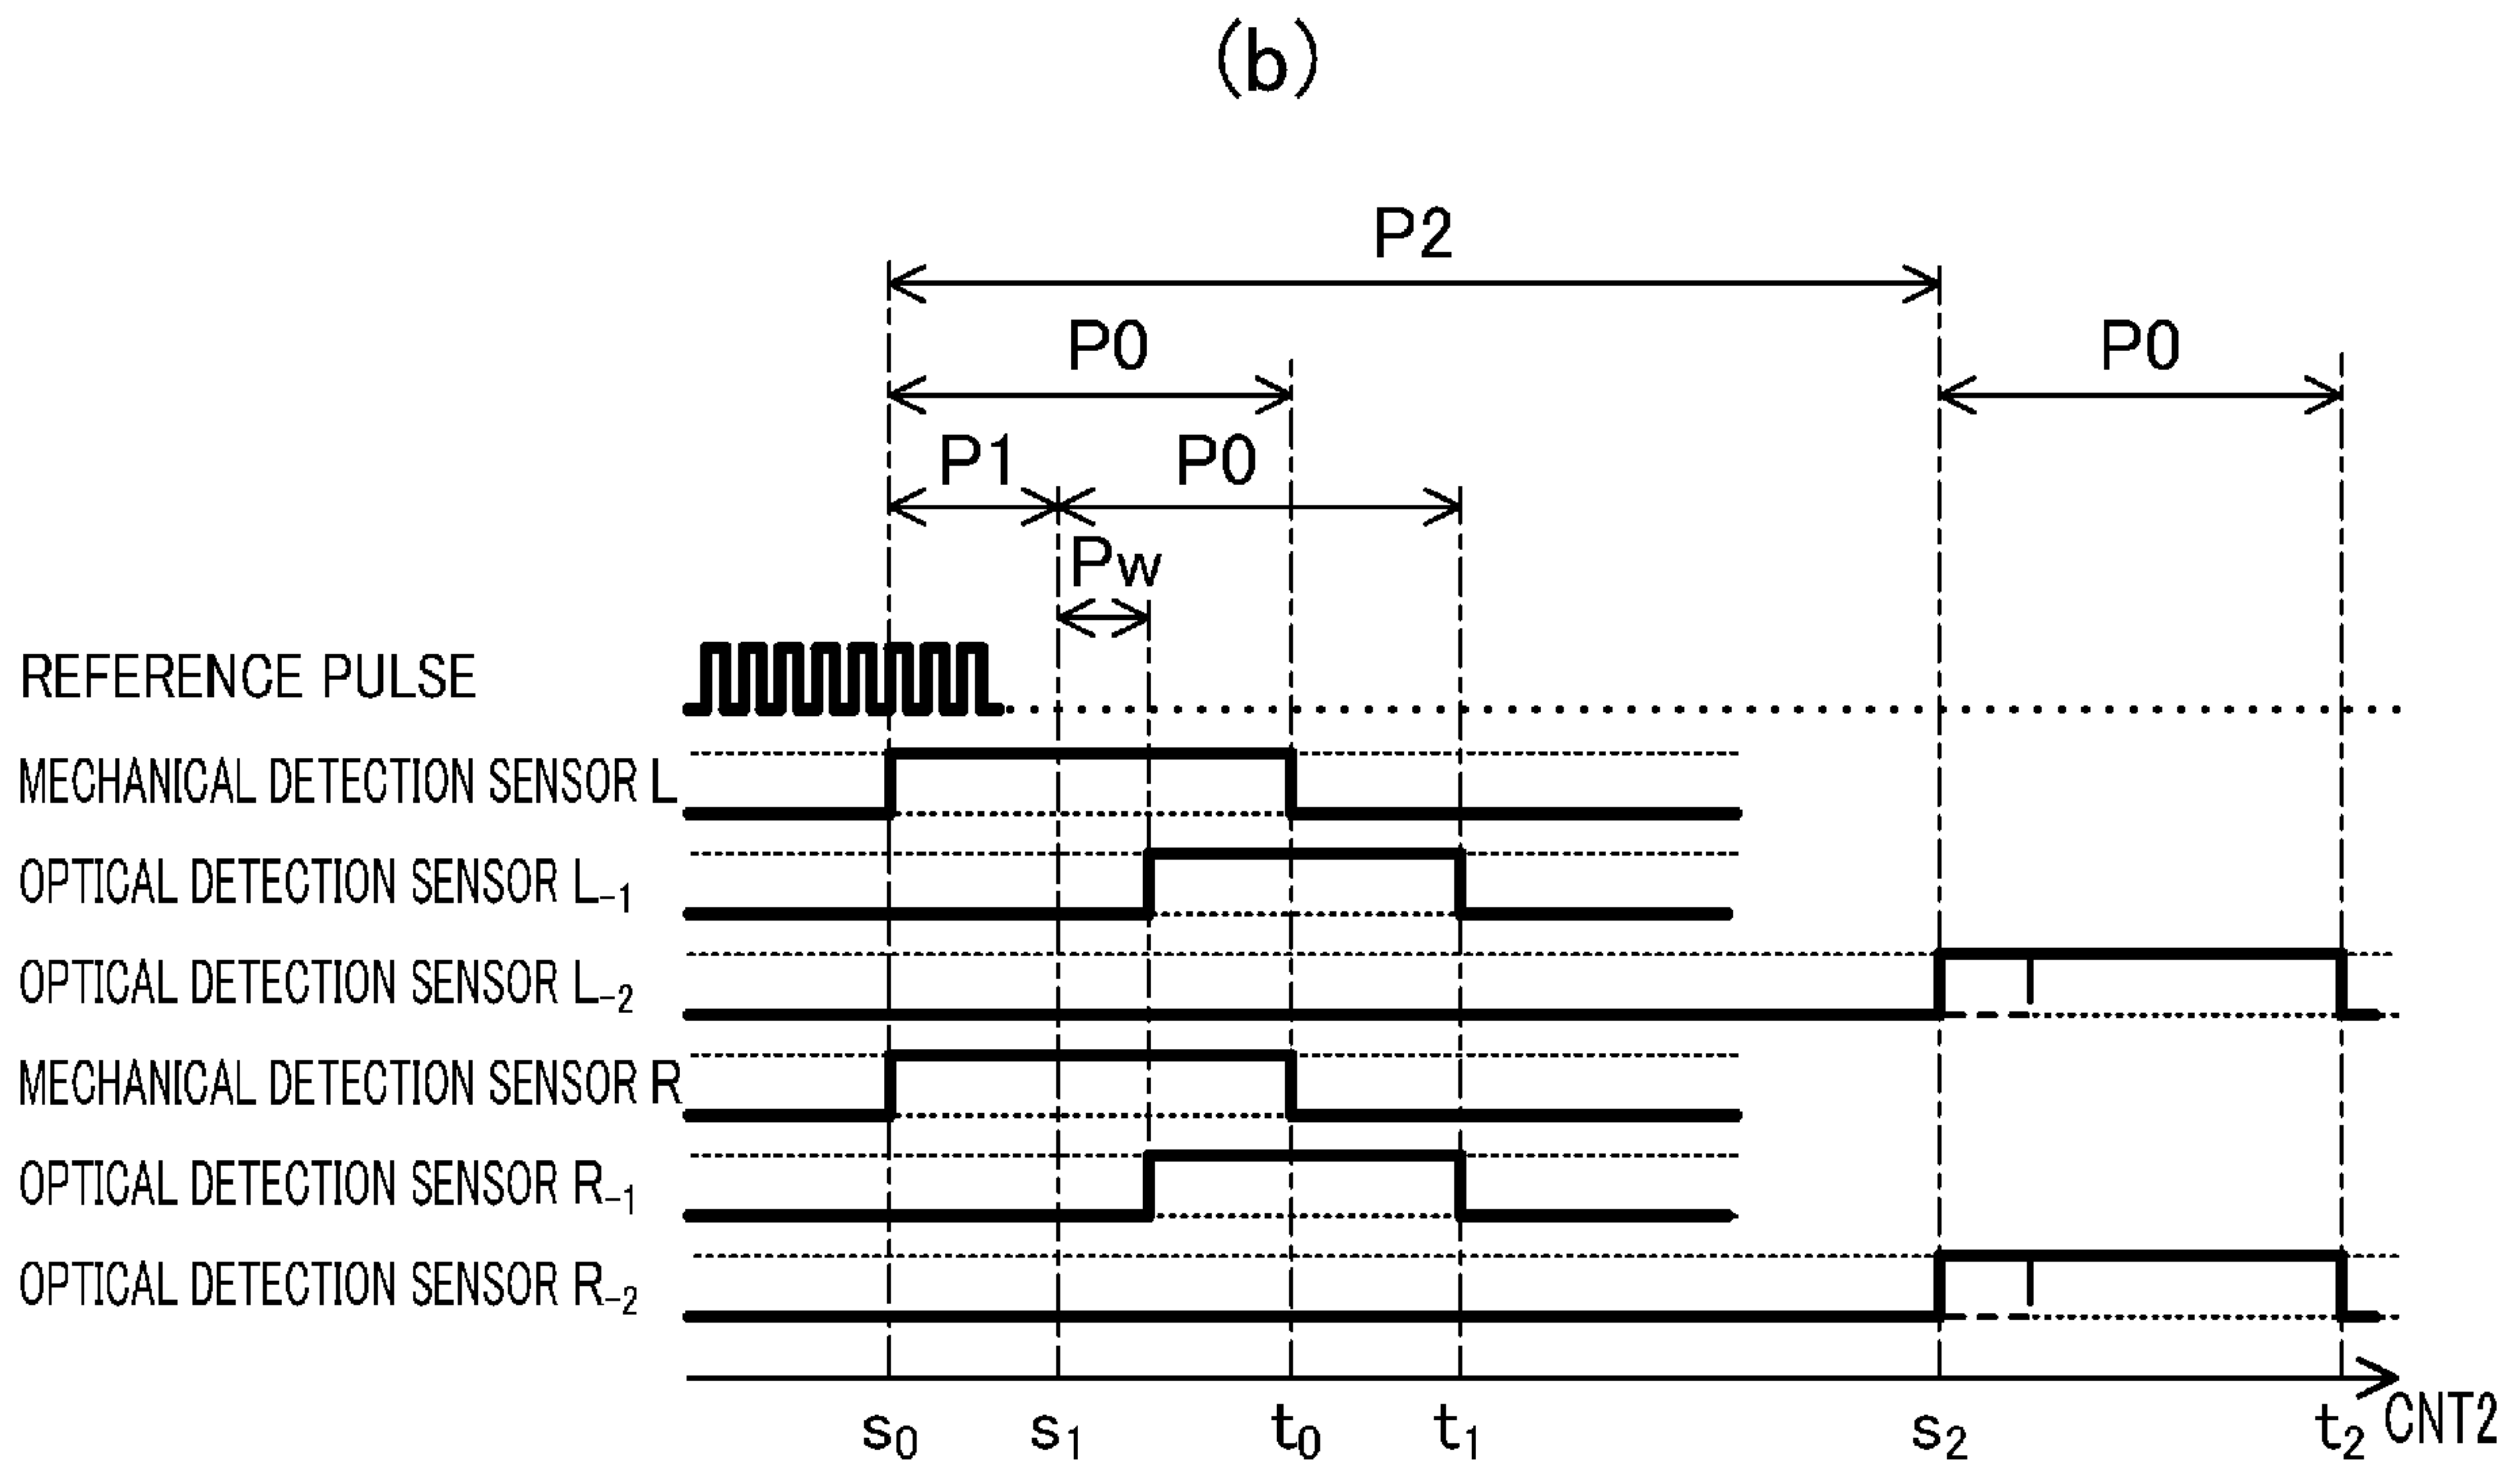 (b)
P2
P0 P0
P1 P0
Pw
REFERENCE PULSE
MECHANICAL DETECTION SENSOR L
OPTICAL DETECTION SENSOR L₋₁
OPTICAL DETECTION SENSOR L₋₂
MECHANICAL DETECTION SENSOR R
OPTICAL DETECTION SENSOR R₋₁
OPTICAL DETECTION SENSOR R₋₂
s₀ s₁ t₀ t₁ s₂ t₂ CNT2